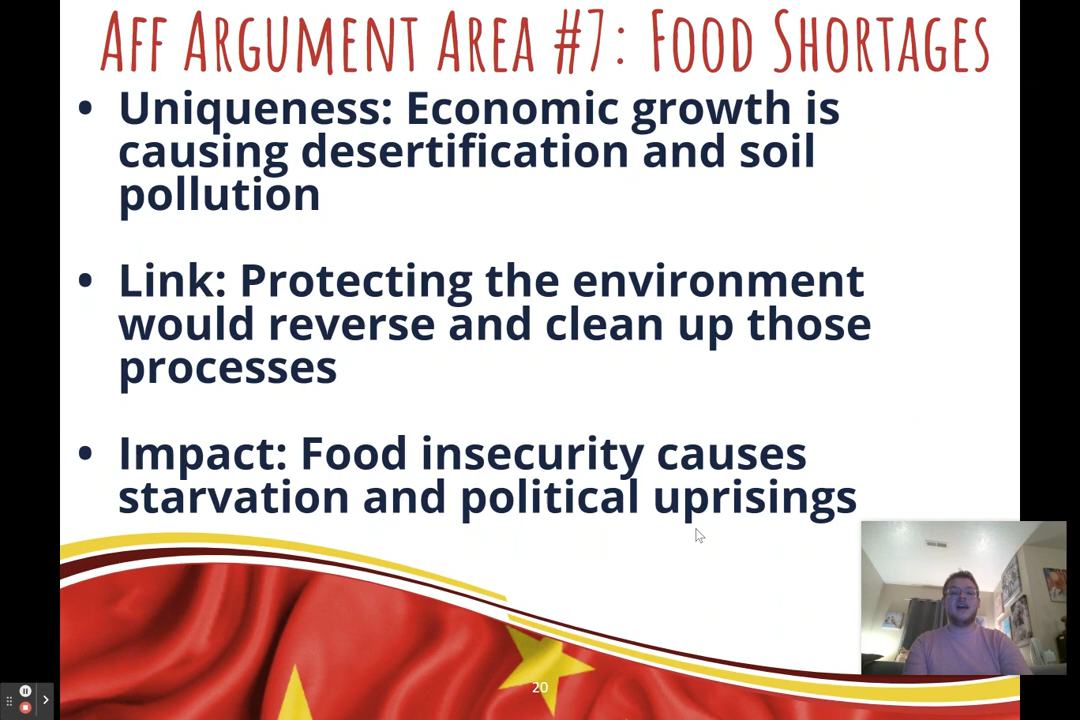 AFF ARGUMENT AREA #7: FOOD SHORTAGES
• Uniqueness: Economic growth is
causing desertification and soil
pollution
• Link: Protecting the environment
would reverse and clean up those
processes
• Impact: Food insecurity causes
starvation and political uprisings
20